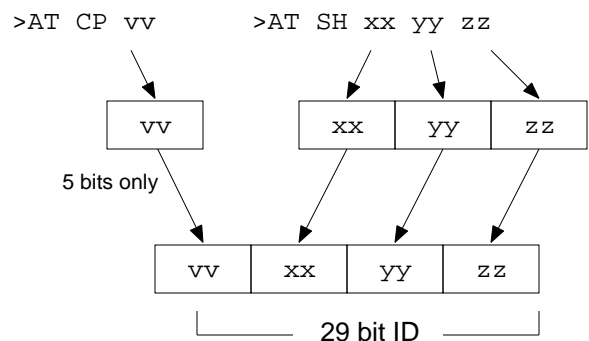 >AT CP vv >AT SH xx yy zz
vv xx yy zz
5 bits only
vv xx yy zz
29 bit ID